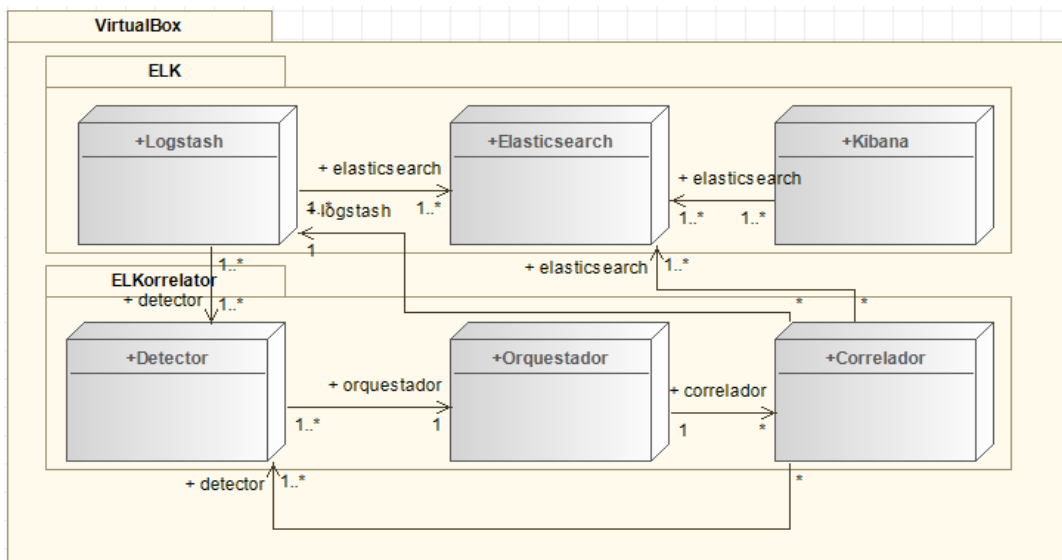 VirtualBox
ELK
+Logstash
+Elasticsearch
+Kibana
+ elasticsearch
1..*
1..*
+ elasticsearch
1..*
1..*
+ logstash
1
1..*
+ elasticsearch
1..*
ELKorrelator
+ detector
1..*
*
*
+Detector
+Orquestador
+Correlador
+ orquestador
1..*
1
+ correlador
1
*
+ detector
1..*
*